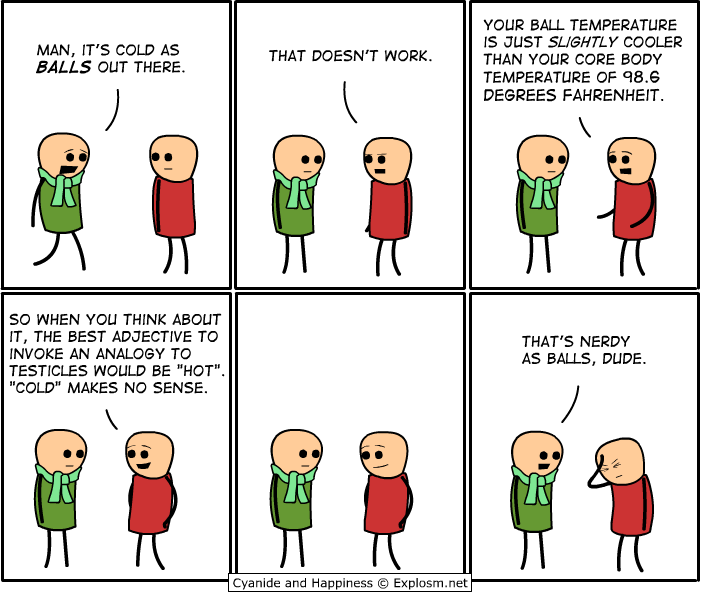 MAN, IT'S COLD AS
BALLS OUT THERE.
THAT DOESN'T WORK.
YOUR BALL TEMPERATURE
IS JUST SLIGHTLY COOLER
THAN YOUR CORE BODY
TEMPERATURE OF 98.6
DEGREES FAHRENHEIT.
SO WHEN YOU THINK ABOUT
IT, THE BEST ADJECTIVE TO
INVOKE AN ANALOGY TO
TESTICLES WOULD BE "HOT".
"COLD" MAKES NO SENSE.
THAT'S NERDY
AS BALLS, DUDE.
Cyanide and Happiness © Explosm.net